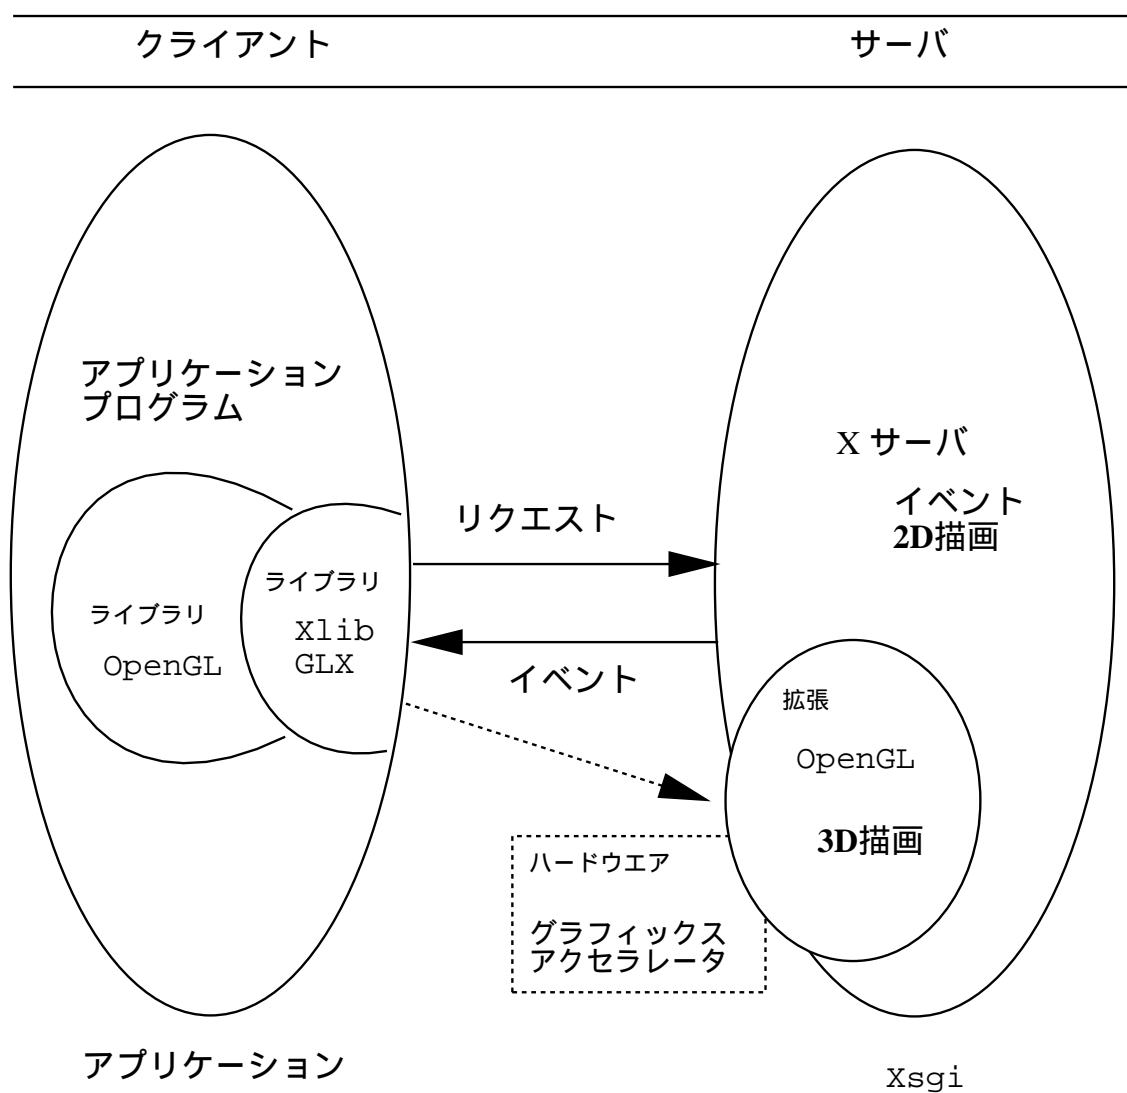 クライアント
サーバ
アプリケーション
プログラム
X サーバ
イベント
2D描画
リクエスト
ライブラリ
Xlib
GLX
ライブラリ
OpenGL
イベント
拡張
OpenGL
3D描画
ハードウエア
グラフィックス
アクセラレータ
アプリケーション
Xsgi